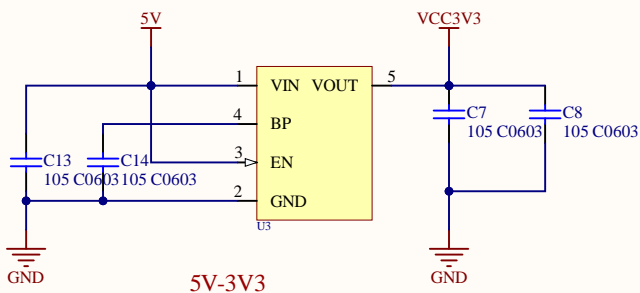 5V
VCC3V3
1
VIN
VOUT
5
4
BP
C7
C8
105 C0603
105 C0603
3
EN
C13
C14
105 C0603
105 C0603
2
GND
U3
GND
GND
5V-3V3